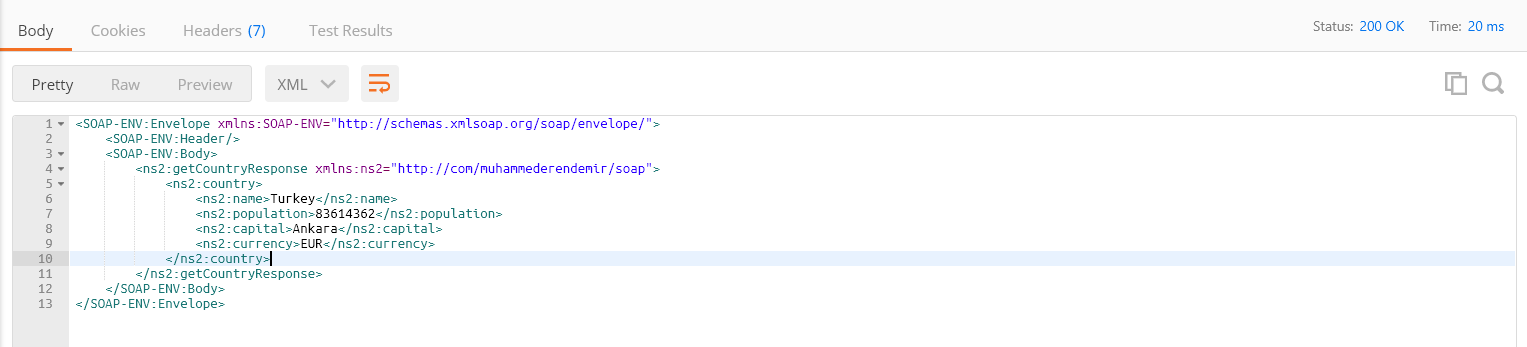 Body Cookies Headers (7) Test Results Status: 200 OK Time: 20 ms
Pretty Raw Preview XML
1 <SOAP-ENV:Envelope xmlns:SOAP-ENV="http://schemas.xmlsoap.org/soap/envelope/">
2 <SOAP-ENV:Header/>
3 <SOAP-ENV:Body>
4 <ns2:getCountryResponse xmlns:ns2="http://com/muhammederendemir/soap">
5 <ns2:country>
6 <ns2:name>Turkey</ns2:name>
7 <ns2:population>83614362</ns2:population>
8 <ns2:capital>Ankara</ns2:capital>
9 <ns2:currency>EUR</ns2:currency>
10 </ns2:country>
11 </ns2:getCountryResponse>
12 </SOAP-ENV:Body>
13 </SOAP-ENV:Envelope>